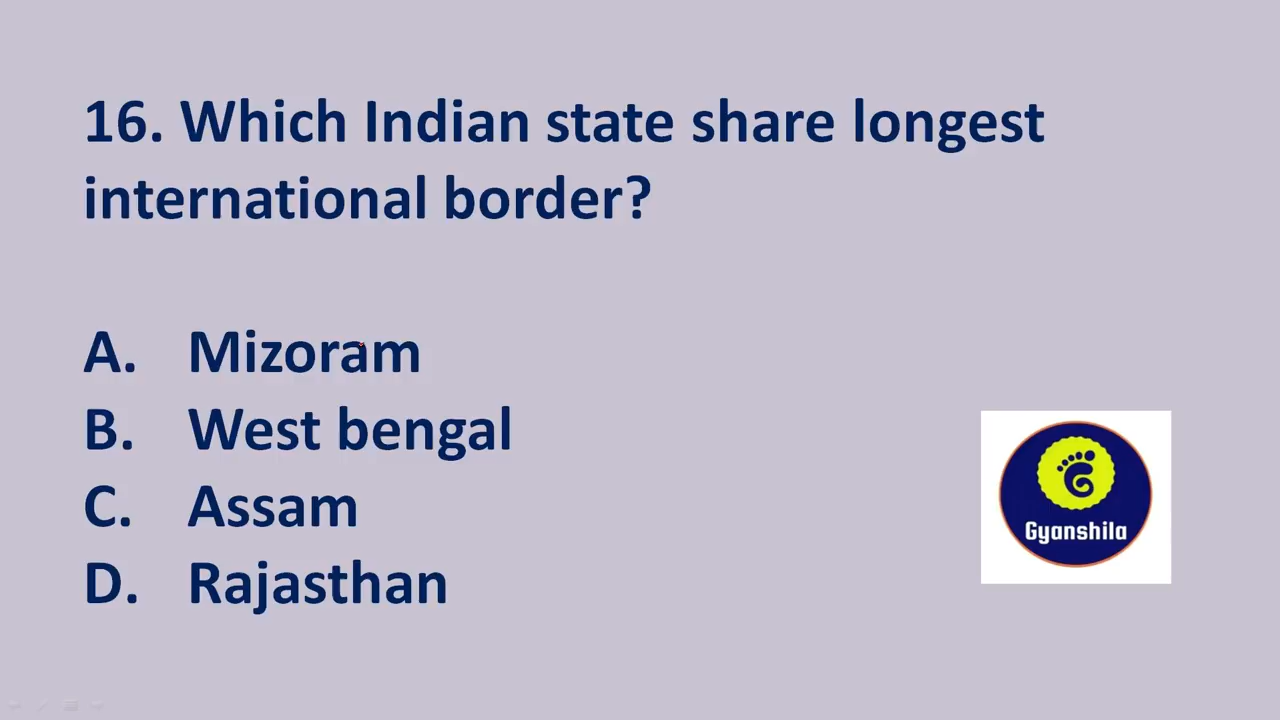 16. Which Indian state share longest
international border?
A. Mizoram
B. West bengal
C. Assam
D. Rajasthan
Gyanshila